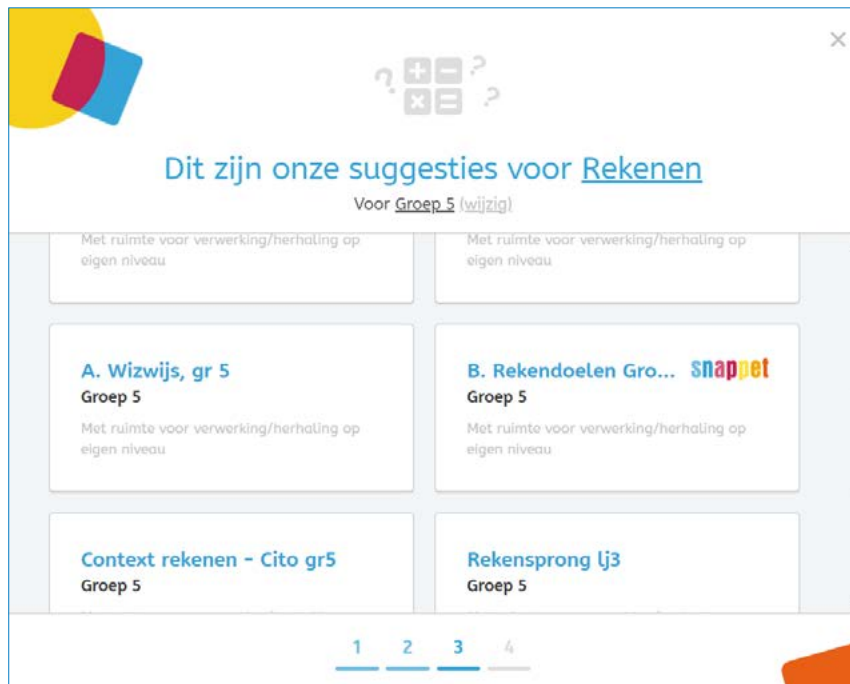 Dit zijn onze suggesties voor Rekenen
Voor Groep 5 (wijzig)
Met ruimte voor verwerking/herhaling op
eigen niveau
Met ruimte voor verwerking/herhaling op
eigen niveau
A. Wizwijs, gr 5
Groep 5
Met ruimte voor verwerking/herhaling op
eigen niveau
B. Rekendoelen Gro... snappet
Groep 5
Met ruimte voor verwerking/herhaling op
eigen niveau
Context rekenen - Cito gr5
Groep 5
Rekensprong lj3
Groep 5
1 2 3 4